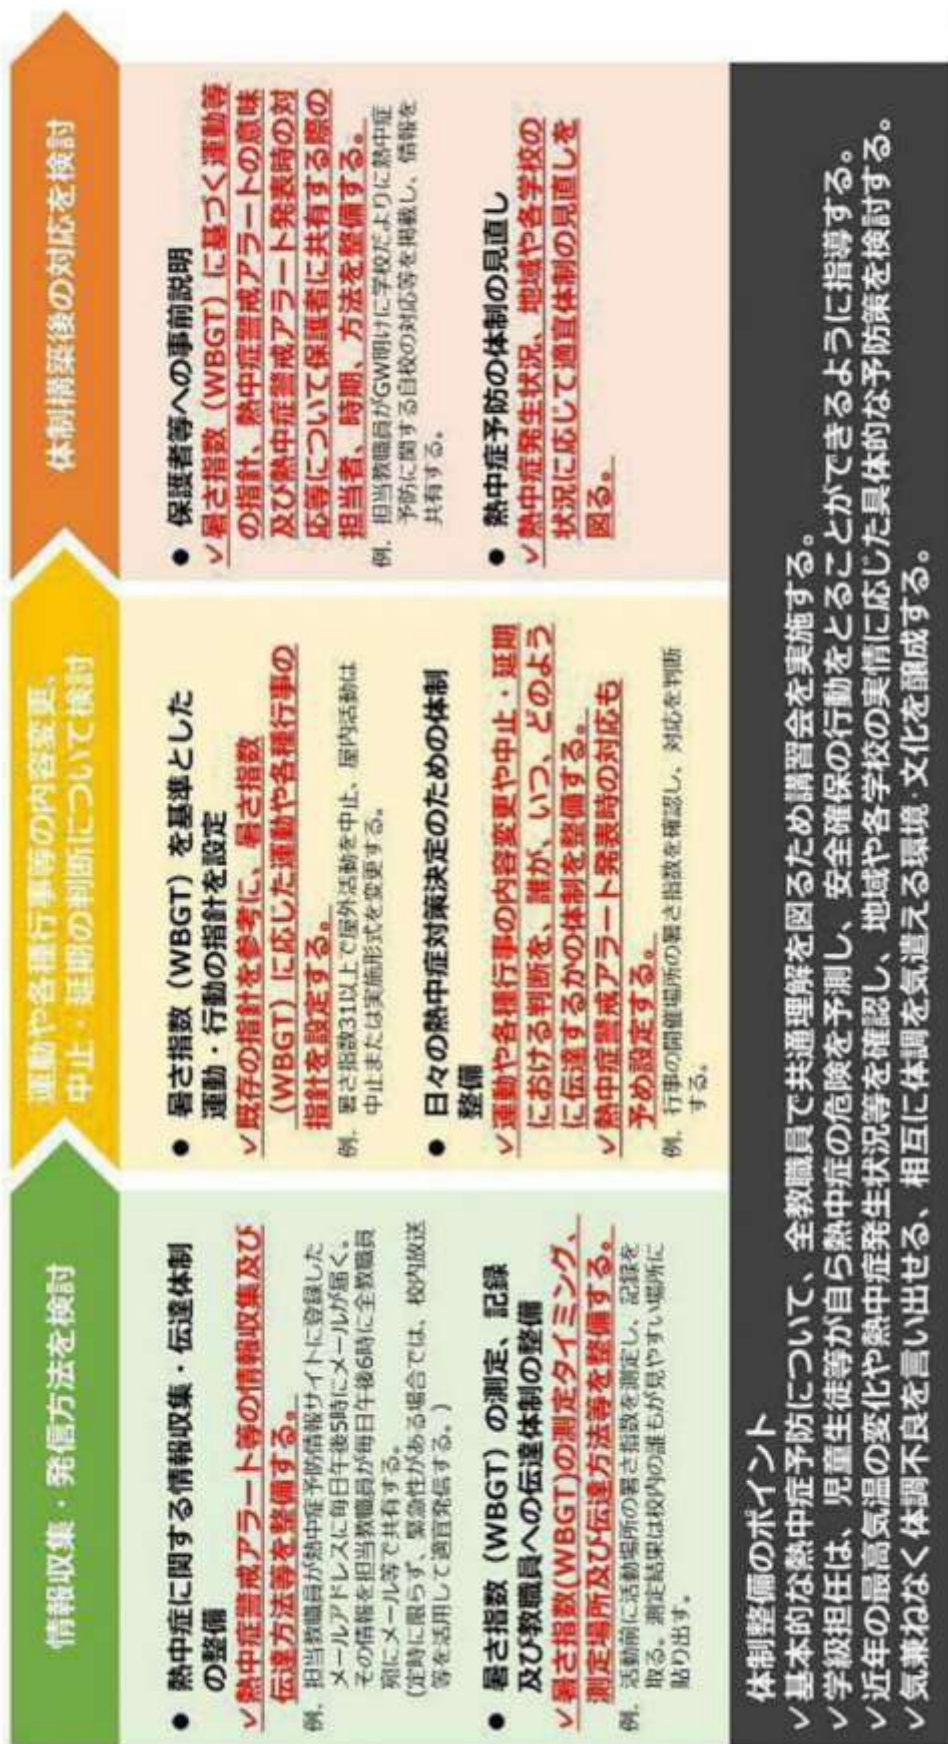 情報収集・発信方法を検討
● 熱中症に関する情報収集・伝達体制
の整備
✓熱中症警戒アラート等の情報収集及び
伝達方法等を整備する。
例．担当教職員が熱中症予防情報サイトに登録した
メールアドレスに毎日午後5時にメールが届く。
その情報を担当教職員が毎日午後6時に全教職員
宛にメール等で共有する。
(定時に限らず、緊急性がある場合では、校内放送
等を活用して適宜発信する。)
● 暑さ指数（WBGT）の測定、記録
及び教職員への伝達体制の整備
✓暑さ指数(WBGT)の測定タイミング、
測定場所及び伝達方法等を整備する。
例．活動前に活動場所の暑さ指数を測定し、記録を
取る。測定結果は校内の誰もが見やすい場所に
貼り出す。
運動や各種行事等の内容変更、
中止・延期の判断について検討
● 暑さ指数（WBGT）を基準とした
運動・行動の指針を設定
✓既存の指針を参考に、暑さ指数
（WBGT）に応じた運動や各種行事の
指針を設定する。
例．暑さ指数31以上で屋外活動を中止、屋内活動は
中止または実施形式を変更する。
● 日々の熱中症対策決定のための体制
整備
✓運動や各種行事の内容変更や中止・延期
における判断を、誰が、いつ、どのよう
に伝達するかの体制を整備する。
✓熱中症警戒アラート発表時の対応も
予め設定する。
例．行事の開催場所の暑さ指数を確認し、対応を判断
する。
体制構築後の対応を検討
● 保護者等への事前説明
✓暑さ指数（WBGT）に基づく運動等
の指針、熱中症警戒アラートの意味
及び熱中症警戒アラート発表時の対
応等について保護者に共有する際の
担当者、時期、方法を整備する。
例．担当教職員がGW明けに学校だよりに熱中症
予防に関する自校の対応等を掲載し、情報を
共有する。
● 熱中症予防の体制の見直し
✓熱中症発生状況、地域や各学校の
状況に応じて適宜体制の見直しを
図る。
体制整備のポイント
✓基本的な熱中症予防について、全教職員で共通理解を図るため講習会を実施する。
✓学級担任は、児童生徒等が自ら熱中症の危険を予測し、安全確保の行動をとることができるように指導する。
✓近年の最高気温の変化や熱中症発生状況等を確認し、地域や各学校の実情に応じた具体的な予防策を検討する。
✓気兼ねなく体調不良を言い出せる、相互に体調を気遣える環境・文化を醸成する。